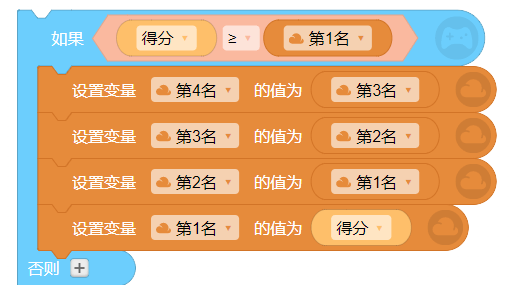 如果 得分 ≥ 第1名
设置变量 第4名 的值为 第3名
设置变量 第3名 的值为 第2名
设置变量 第2名 的值为 第1名
设置变量 第1名 的值为 得分
否则 +